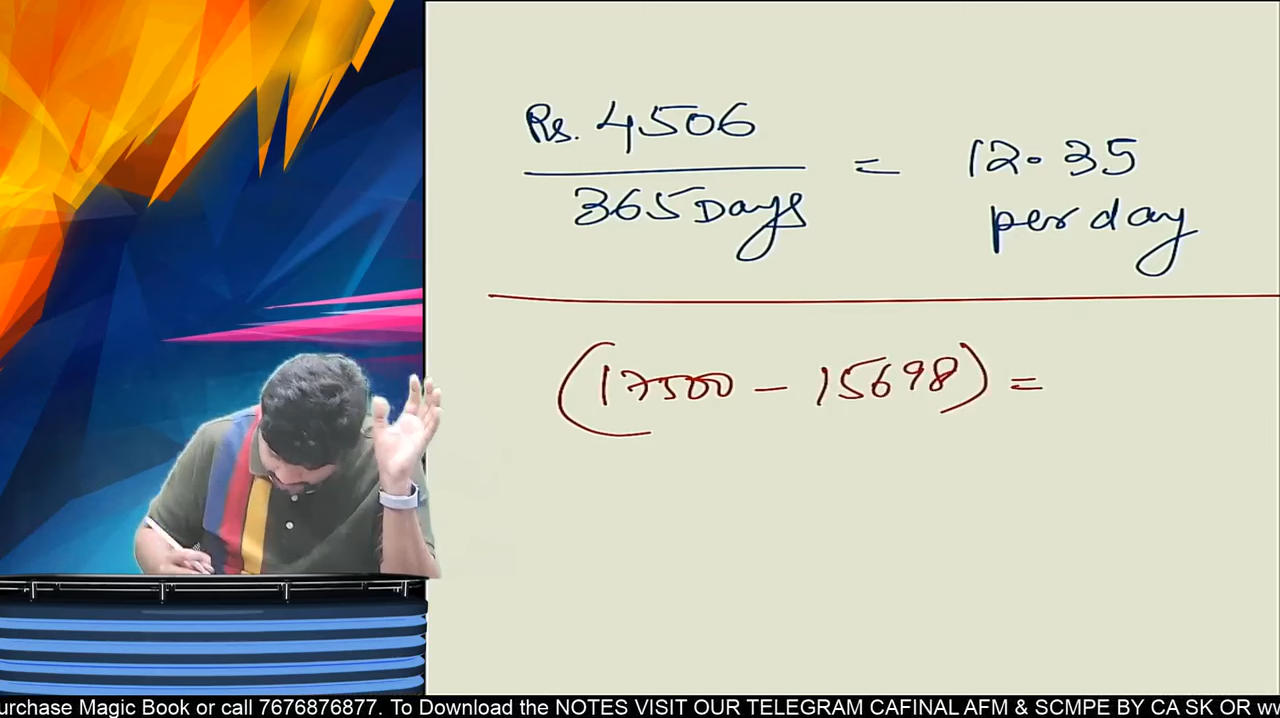 Rs. 4506
365 Days
= 12.35
per day
(17500 - 15698) =
urchase Magic Book or call 7676876877. To Download the NOTES VISIT OUR TELEGRAM CAFINAL AFM & SCMPE BY CA SK OR w